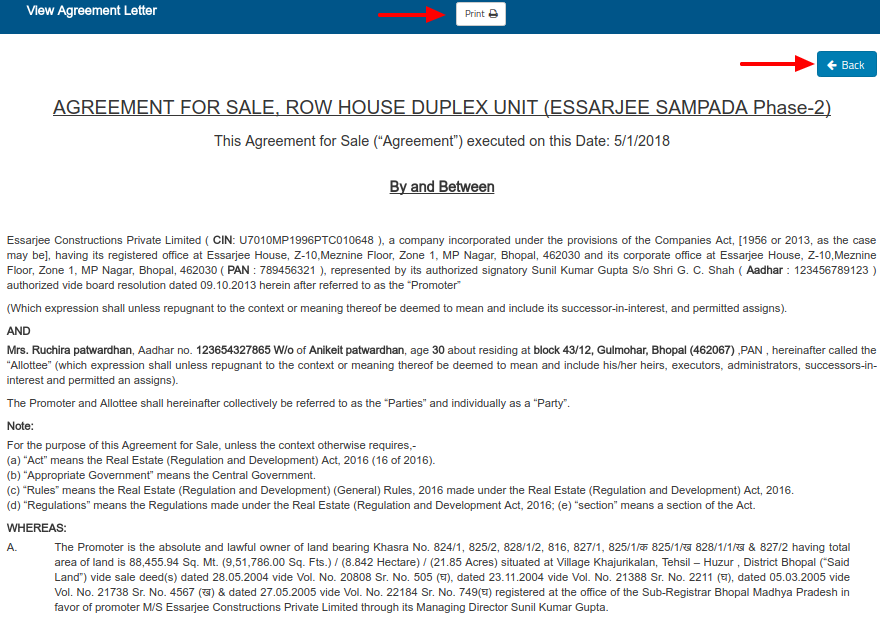 View Agreement Letter
Print
Back
AGREEMENT FOR SALE, ROW HOUSE DUPLEX UNIT (ESSARJEE SAMPADA Phase-2)
This Agreement for Sale (“Agreement”) executed on this Date: 5/1/2018
By and Between
Essarjee Constructions Private Limited ( CIN: U7010MP1996PTC010648 ), a company incorporated under the provisions of the Companies Act, [1956 or 2013, as the case
may be], having its registered office at Essarjee House, Z-10,Meznine Floor, Zone 1, MP Nagar, Bhopal, 462030 and its corporate office at Essarjee House, Z-10,Meznine
Floor, Zone 1, MP Nagar, Bhopal, 462030 ( PAN : 789456321 ), represented by its authorized signatory Sunil Kumar Gupta S/o Shri G. C. Shah ( Aadhar : 123456789123 )
authorized vide board resolution dated 09.10.2013 herein after referred to as the “Promoter”
(Which expression shall unless repugnant to the context or meaning thereof be deemed to mean and include its successor-in-interest, and permitted assigns).
AND
Mrs. Ruchira patwardhan, Aadhar no. 123654327865 W/o of Anikeit patwardhan, age 30 about residing at block 43/12, Gulmohar, Bhopal (462067) ,PAN , hereinafter called the
“Allottee” (which expression shall unless repugnant to the context or meaning thereof be deemed to mean and include his/her heirs, executors, administrators, successors-in-
interest and permitted an assigns).
The Promoter and Allottee shall hereinafter collectively be referred to as the “Parties” and individually as a “Party”.
Note:
For the purpose of this Agreement for Sale, unless the context otherwise requires,-
(a) “Act” means the Real Estate (Regulation and Development) Act, 2016 (16 of 2016).
(b) “Appropriate Government” means the Central Government.
(c) “Rules” means the Real Estate (Regulation and Development) (General) Rules, 2016 made under the Real Estate (Regulation and Development) Act, 2016.
(d) “Regulations” means the Regulations made under the Real Estate (Regulation and Development Act, 2016; (e) “section” means a section of the Act.
WHEREAS:
A. The Promoter is the absolute and lawful owner of land bearing Khasra No. 824/1, 825/2, 828/1/2, 816, 827/1, 825/1/क 825/1/ख 828/1/1/ख & 827/2 having total
area of land is 88,455.94 Sq. Mt. (9,51,786.00 Sq. Fts.) / (8.842 Hectare) / (21.85 Acres) situated at Village Khajurikalan, Tehsil – Huzur , District Bhopal (“Said
Land”) vide sale deed(s) dated 28.05.2004 vide Vol. No. 20808 Sr. No. 505 (घ), dated 23.11.2004 vide Vol. No. 21388 Sr. No. 2211 (घ), dated 05.03.2005 vide
Vol. No. 21738 Sr. No. 4567 (ख) & dated 27.05.2005 vide Vol. No. 22184 Sr. No. 749(घ) registered at the office of the Sub-Registrar Bhopal Madhya Pradesh in
favor of promoter M/S Essarjee Constructions Private Limited through its Managing Director Sunil Kumar Gupta.